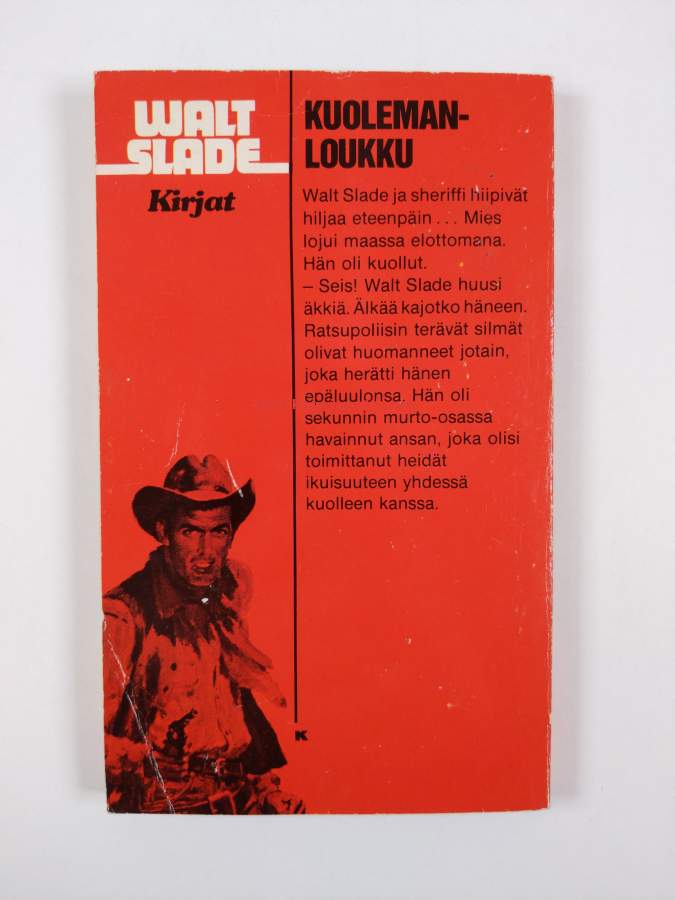 WALT
SLADE
Kirjat
KUOLEMAN-
LOUKKU
Walt Slade ja sheriffi hiipivät
hiljaa eteenpäin... Mies
lojui maassa elottomana.
Hän oli kuollut.
– Seis! Walt Slade huusi
äkkiä. Älkää kajotko häneen.
Ratsupoliisin terävät silmät
olivat huomanneet jotain,
joka herätti hänen
epäluulonsa. Hän oli
sekunnin murto-osassa
havainnut ansan, joka olisi
toimittanut heidät
ikuisuuteen yhdessä
kuolleen kanssa.
K